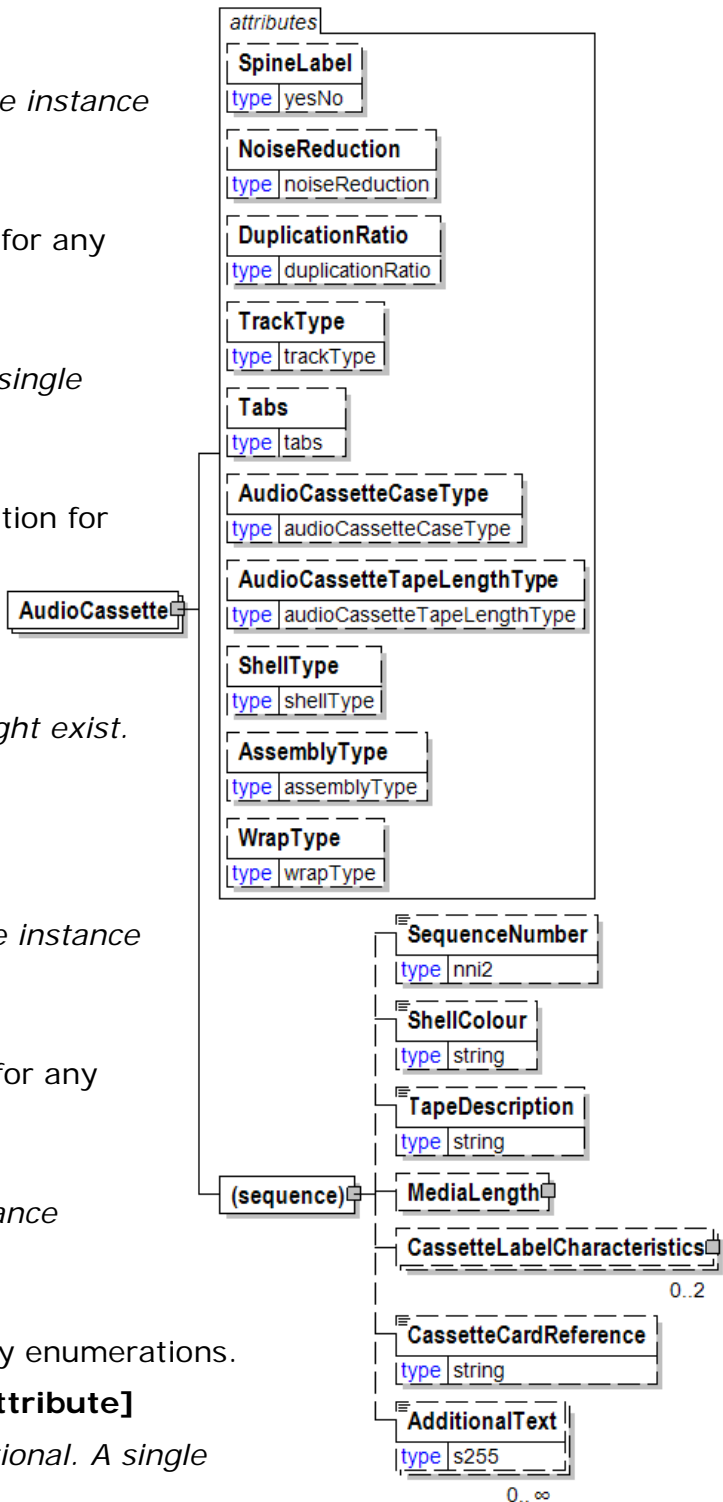 e instance
for any
single
tion for
ght exist.
e instance
for any
ance
y enumerations.
ttribute]
ional. A single
AudioCassette
attributes
SpineLabel
type yesNo
NoiseReduction
type noiseReduction
DuplicationRatio
type duplicationRatio
TrackType
type trackType
Tabs
type tabs
AudioCassetteCaseType
type audioCassetteCaseType
AudioCassetteTapeLengthType
type audioCassetteTapeLengthType
ShellType
type shellType
AssemblyType
type assemblyType
WrapType
type wrapType
(sequence)
SequenceNumber
type nni2
ShellColour
type string
TapeDescription
type string
MediaLength
CassetteLabelCharacteristics
0..2
CassetteCardReference
type string
AdditionalText
type s255
0..∞